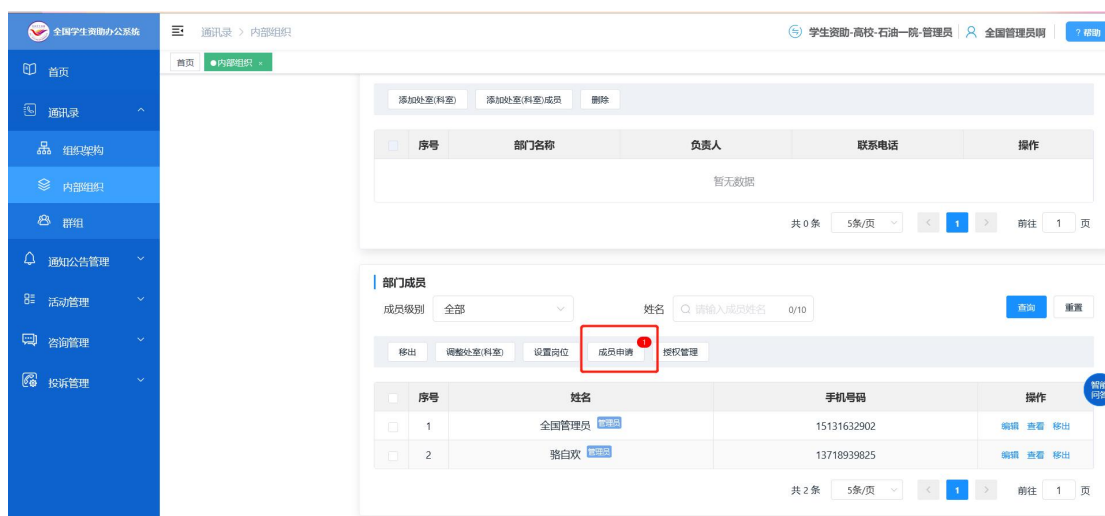 全国学生资助办公系统
通讯录 > 内部组织
学生资助-高校-石油一院-管理员
全国管理员啊
? 帮助
首页
首页
内部组织 ×
通讯录
组织架构
内部组织
群组
通知公告管理
活动管理
咨询管理
投诉管理
添加处室(科室) 添加处室(科室)成员 删除
序号 部门名称 负责人 联系电话 操作
暂无数据
共 0 条 5条/页 < 1 > 前往 1 页
部门成员
成员级别 全部 姓名 请输入成员姓名 0/10 查询 重置
移出 调整处室(科室) 设置岗位 成员申请 1 授权管理
智能
问答
序号 姓名 手机号码 操作
1 全国管理员 管理员 15131632902 编辑 查看 移出
2 骆自欢 管理员 13718939825 编辑 查看 移出
共 2 条 5条/页 < 1 > 前往 1 页